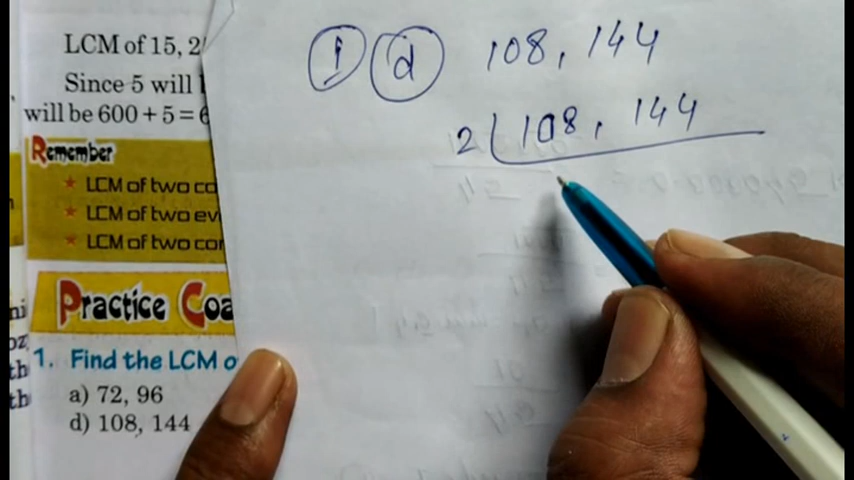 LCM of 15, 2
Since 5 will
will be 600 + 5 = 6
Remember
★ LCM of two co
★ LCM of two ev
★ LCM of two con
Practice Coa
1. Find the LCM o
a) 72, 96
d) 108, 144
1 d 108, 144
2 108, 144